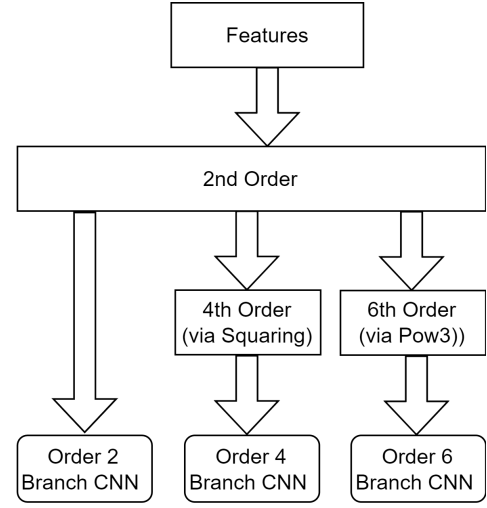 Features
2nd Order
4th Order
(via Squaring)
6th Order
(via Pow3))
Order 2
Branch CNN
Order 4
Branch CNN
Order 6
Branch CNN